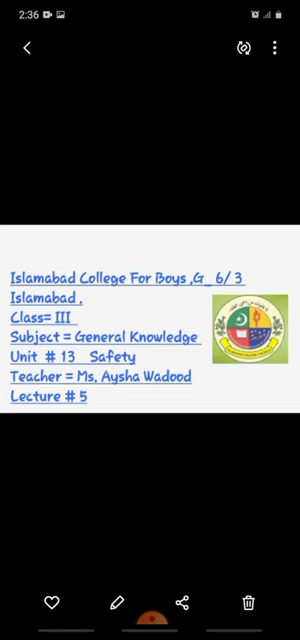 2:36
Islamabad College For Boys ,G_ 6/ 3
Islamabad .
Class= III
Subject = General Knowledge
Unit # 13 Safety
Teacher = Ms. Aysha Wadood
Lecture # 5